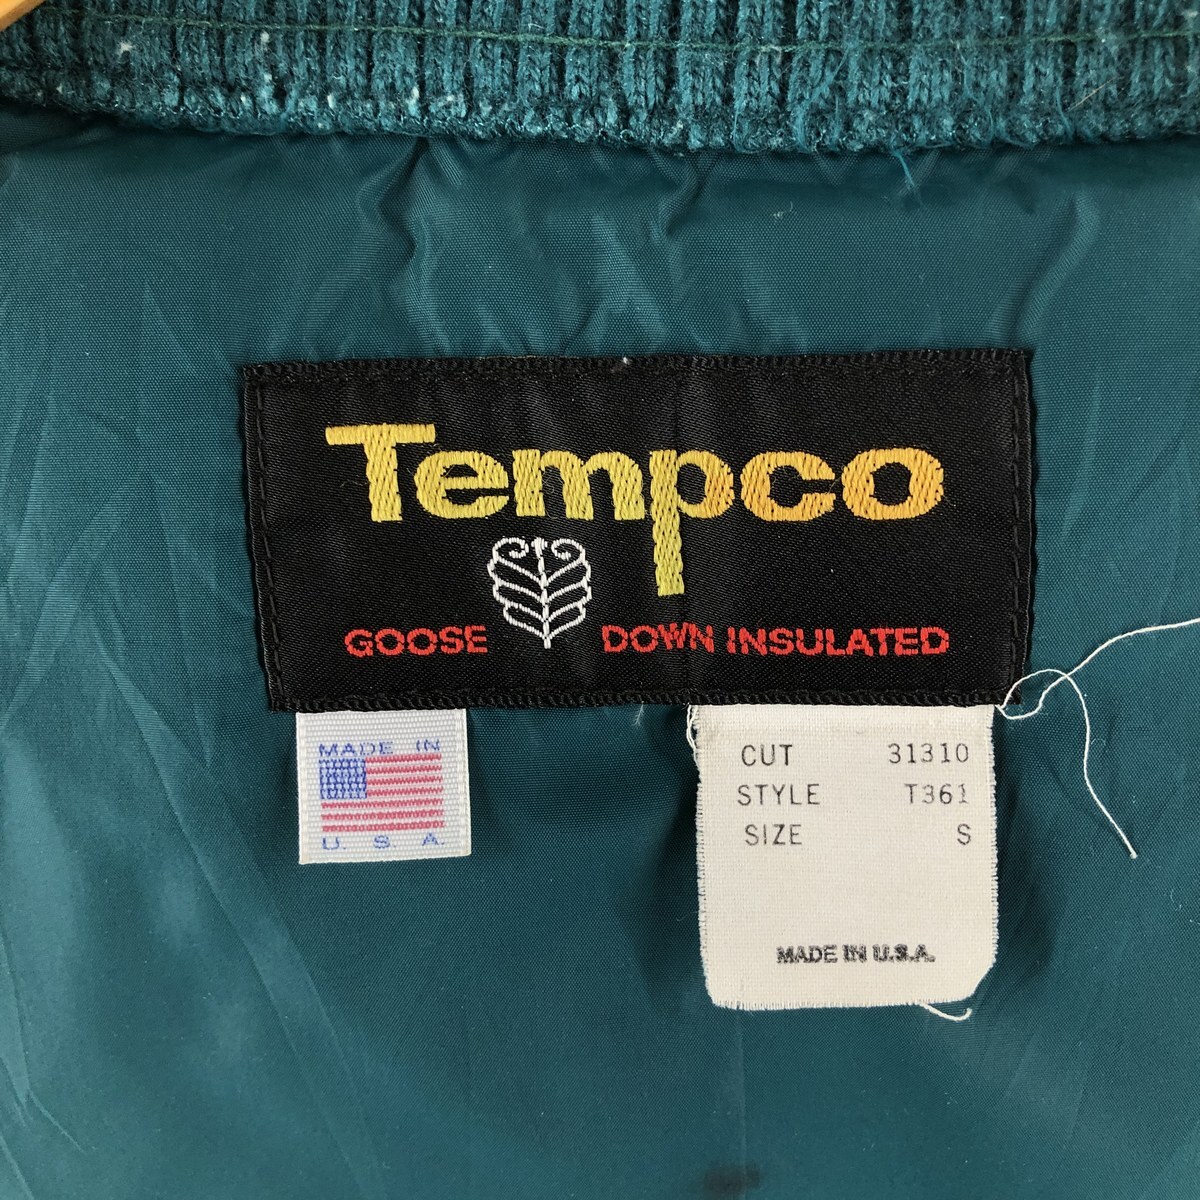 Tempco
GOOSE DOWN INSULATED
MADE IN
U.S.A.
CUT 31310
STYLE T361
SIZE S
MADE IN U.S.A.